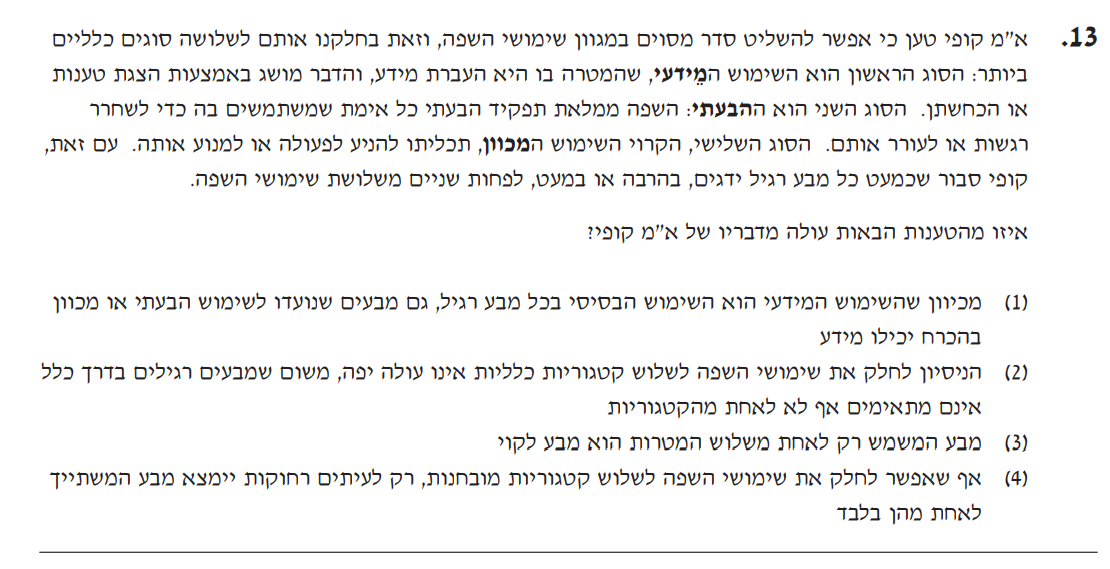 13. א"מ קופי טען כי אפשר להשליט סדר מסוים במגוון שימושי השפה, וזאת בחלקנו אותם לשלושה סוגים כלליים
ביותר: הסוג הראשון הוא השימוש המֵידעי, שהמטרה בו היא העברת מידע, והדבר מושג באמצעות הצגת טענות
או הכחשתן. הסוג השני הוא ההבעתי: השפה ממלאת תפקיד הבעתי כל אימת שמשתמשים בה כדי לשחרר
רגשות או לעורר אותם. הסוג השלישי, הקרוי השימוש המכוון, תכליתו להניע לפעולה או למנוע אותה. עם זאת,
קופי סבור שכמעט כל מבע רגיל ידגים, בהרבה או במעט, לפחות שניים משלושת שימושי השפה.
איזו מהטענות הבאות עולה מדבריו של א"מ קופי?
(1) מכיוון שהשימוש המידעי הוא השימוש הבסיסי בכל מבע רגיל, גם מבעים שנועדו לשימוש הבעתי או מכוון
בהכרח יכילו מידע
(2) הניסיון לחלק את שימושי השפה לשלוש קטגוריות כלליות אינו עולה יפה, משום שמבעים רגילים בדרך כלל
אינם מתאימים אף לא לאחת מהקטגוריות
(3) מבע המשמש רק לאחת משלוש המטרות הוא מבע לקוי
(4) אף שאפשר לחלק את שימושי השפה לשלוש קטגוריות מובחנות, רק לעיתים רחוקות יימצא מבע המשתייך
לאחת מהן בלבד